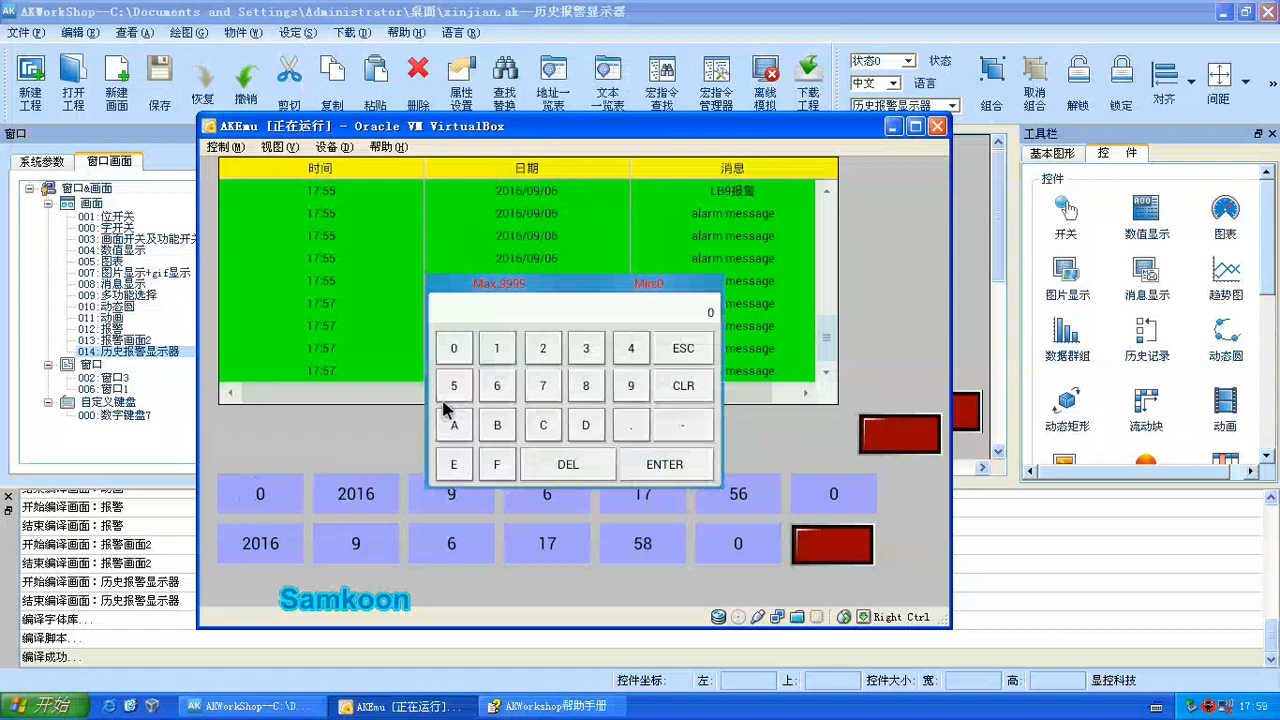 AK AKWorkShop--C:\Documents and Settings\Administrator\桌面\xinjian.ak--历史报警显示器
文件(F) 编辑(E) 查看(A) 绘图(G) 物件(W) 设定(S) 下载(D) 帮助(H) 语言(R)
新建工程 打开工程 新建画面 保存 恢复 撤销 剪切 复制 粘贴 删除 属性设置 查找替换 地址一览表 文本一览表 宏指令查找 宏指令管理器 离线模拟 下载工程
状态0 状态
中文 语言
历史报警显示器
组合 取消组合 解锁 锁定 对齐 间距
窗口
系统参数 窗口画面
窗口&画面
画面
001:位开关
000:字开关
003:画面开关及功能开关
004:数值显示
005:图表
007:图片显示+gif显示
008:消息显示
009:多功能选择
010:动态圆
011:动画
012:报警
013:报警画面2
014:历史报警显示器
窗口
002:窗口3
006:窗口1
自定义键盘
000:数字键盘7
AKEmu [正在运行] - Oracle VM VirtualBox
控制(M) 视图(V) 设备(D) 帮助(H)
时间 日期 消息
17:55 2016/09/06 LB9报警
17:55 2016/09/06 alarm message
17:55 2016/09/06 alarm message
17:55 2016/09/06 alarm message
17:55 message
17:57 message
17:57 message
17:57 message
17:57 message
Max:9999 Min:0
0
0 1 2 3 4 ESC
5 6 7 8 9 CLR
A B C D . -
E F DEL ENTER
0 2016 9 6 17 56 0
2016 9 6 17 58 0
Samkoon
Right Ctrl
工具栏
基本图形 控 件
控件
开关 数值显示 图表
图片显示 消息显示 趋势图
数据群组 历史记录 动态圆
动态矩形 流动块 动画
开始编译画面：报警
结束编译画面：报警
开始编译画面：报警画面2
结束编译画面：报警画面2
开始编译画面：历史报警显示器
结束编译画面：历史报警显示器
编译字体库...
编译脚本...
编译成功...
控件坐标: 左: 上: 控件大小: 宽: 高: 显控科技
开始 AKWorkShop--C:\D... AKEmu [正在运行]... AKWorkshop帮助手册 17:59